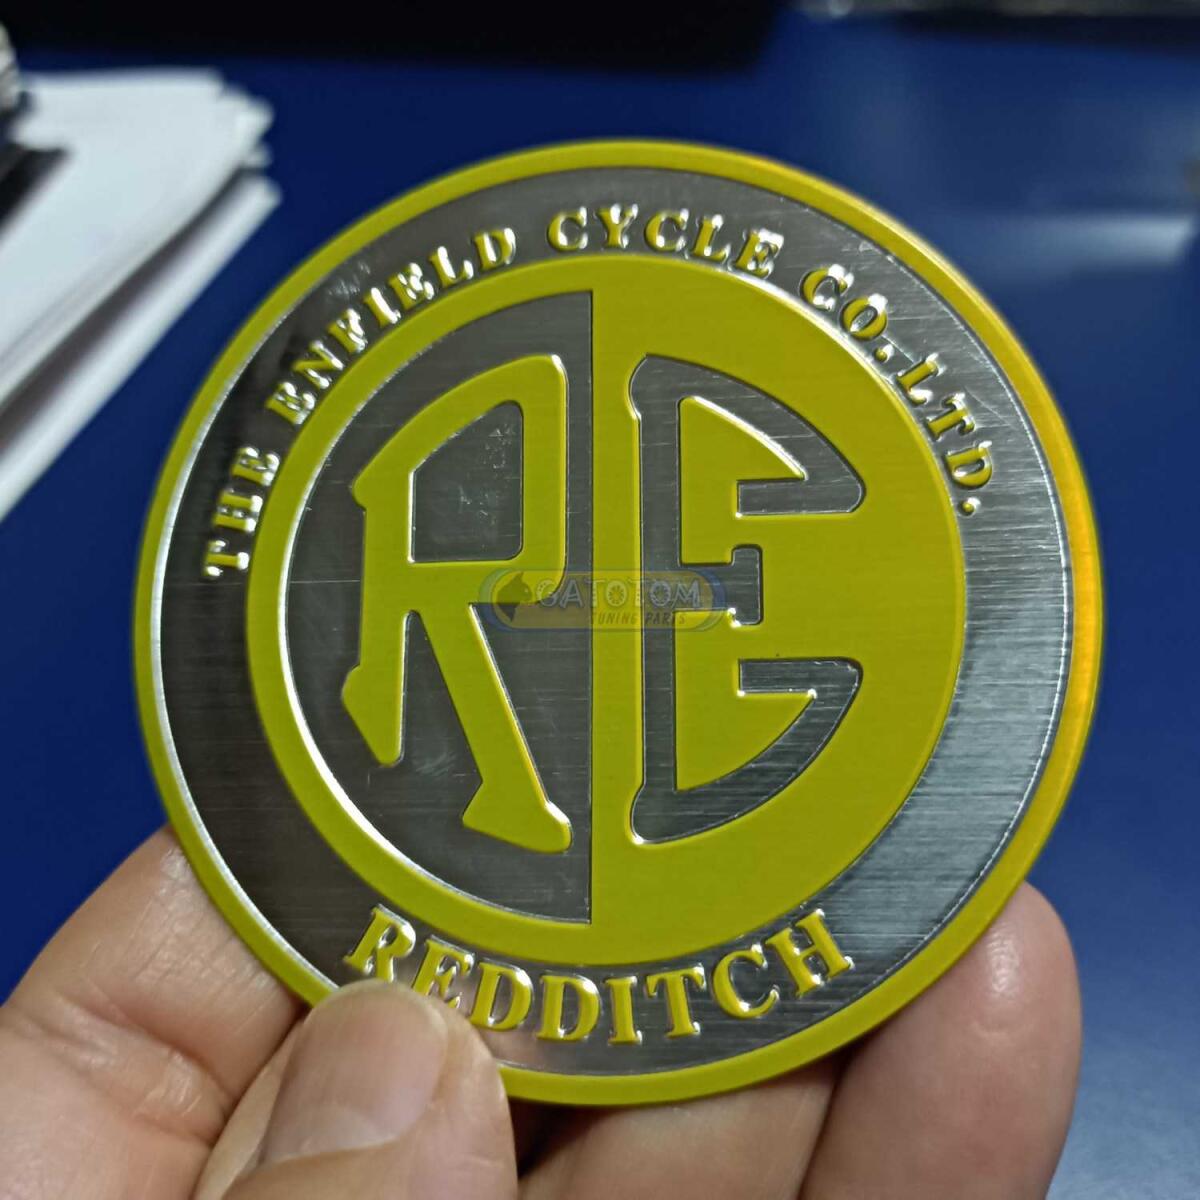 THE ENFIELD CYCLE CO.,LTD.
RE
GATOTOM
TUNING PARTS
REDDITCH